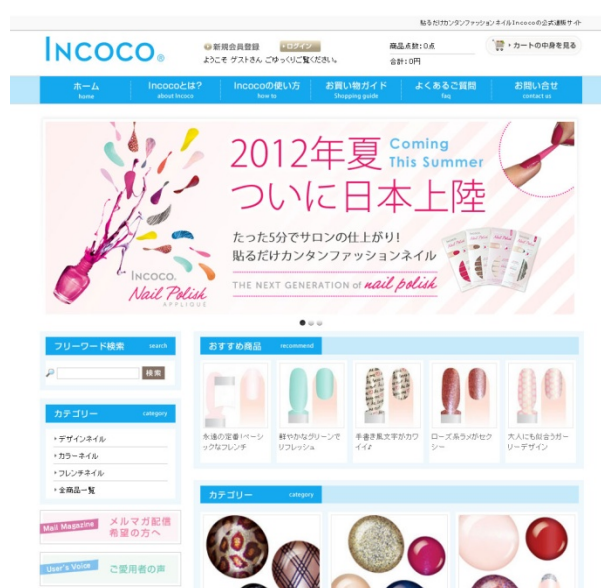 貼るだけカンタンファッションネイルIncocoの公式通販サイト
INCOCO®
新規会員登録
ログイン
ようこそ ゲストさん ごゆっくりご覧ください。
商品点数:0点
合計:0円
カートの中身を見る
ホーム
home
Incocoとは?
about Incoco
Incocoの使い方
how to
お買い物ガイド
Shopping guide
よくあるご質問
faq
お問い合せ
contact us
2012年夏 Coming This Summer
ついに日本上陸
たった5分でサロンの仕上がり!
貼るだけカンタンファッションネイル
THE NEXT GENERATION of nail polish
INCOCO.
Nail Polish
APPLIQUÉ
フリーワード検索 search
検索
カテゴリー category
デザインネイル
カラーネイル
フレンチネイル
全商品一覧
Mail Magazine
メルマガ配信
希望の方へ
User's Voice
ご愛用者の声
おすすめ商品 recommend
永遠の定番!ベーシ
ックなフレンチ
鮮やかなグリーンで
リフレッシュ
手書き風文字がカワ
イイ♪
ローズ系ラメがセク
シー
大人にも似合うガー
リーデザイン
カテゴリー category